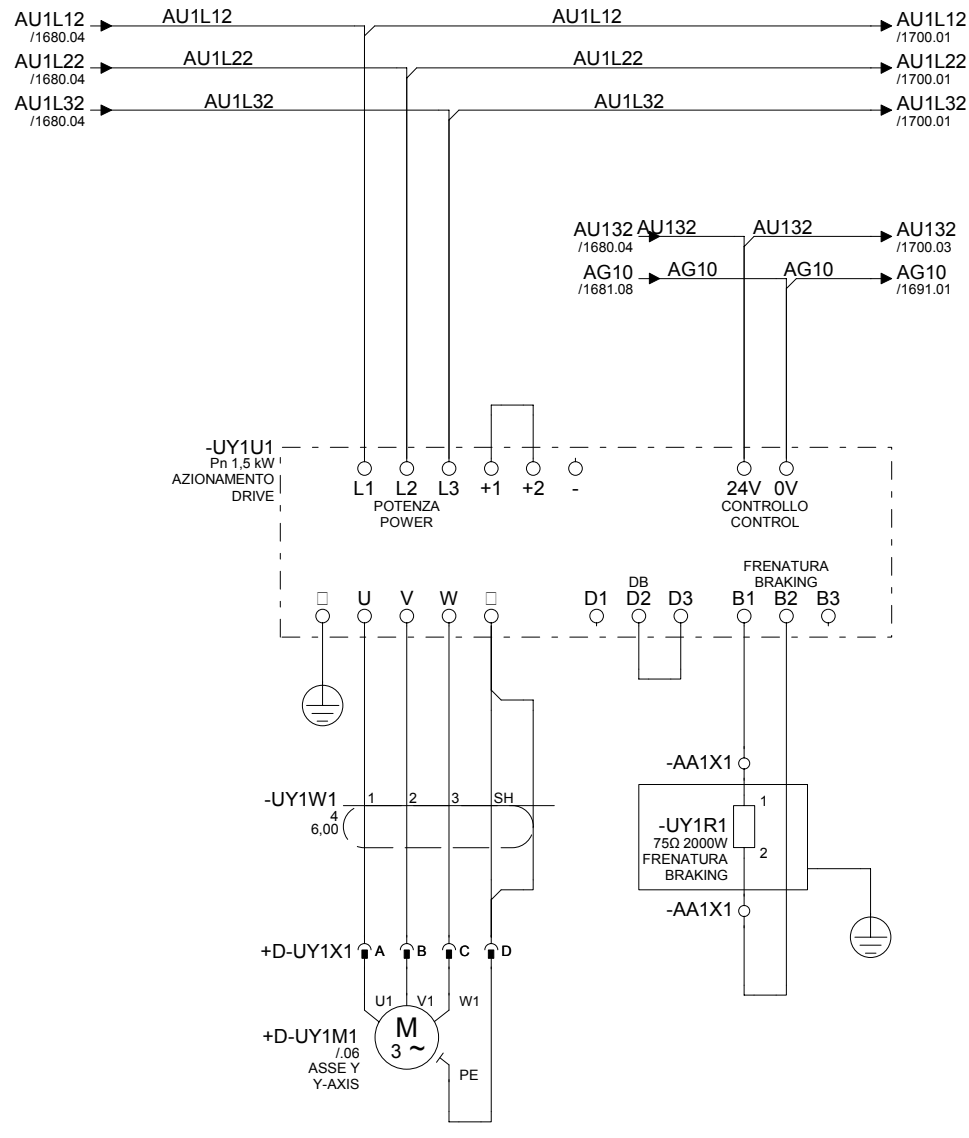 AU1L12 AU1L12 AU1L12 AU1L12
/1680.04 /1700.01
AU1L22 AU1L22 AU1L22 AU1L22
/1680.04 /1700.01
AU1L32 AU1L32 AU1L32 AU1L32
/1680.04 /1700.01
AU132 AU132 AU132 AU132
/1680.04 /1700.03
AG10 AG10 AG10 AG10
/1681.08 /1691.01
-UY1U1
Pn 1,5 kW
AZIONAMENTO
DRIVE
L1 L2 L3 +1 +2 - 24V 0V
POTENZA
POWER
CONTROLLO
CONTROL
FRENATURA
BRAKING
DB
U V W D1 D2 D3 B1 B2 B3
-AA1X1
-UY1W1 1 2 3 SH
4
6,00
1
-UY1R1
75Ω 2000W
FRENATURA
BRAKING
2
-AA1X1
+D-UY1X1 A B C D
U1 V1 W1
+D-UY1M1
/.06
ASSE Y
Y-AXIS
M
3 ~
PE